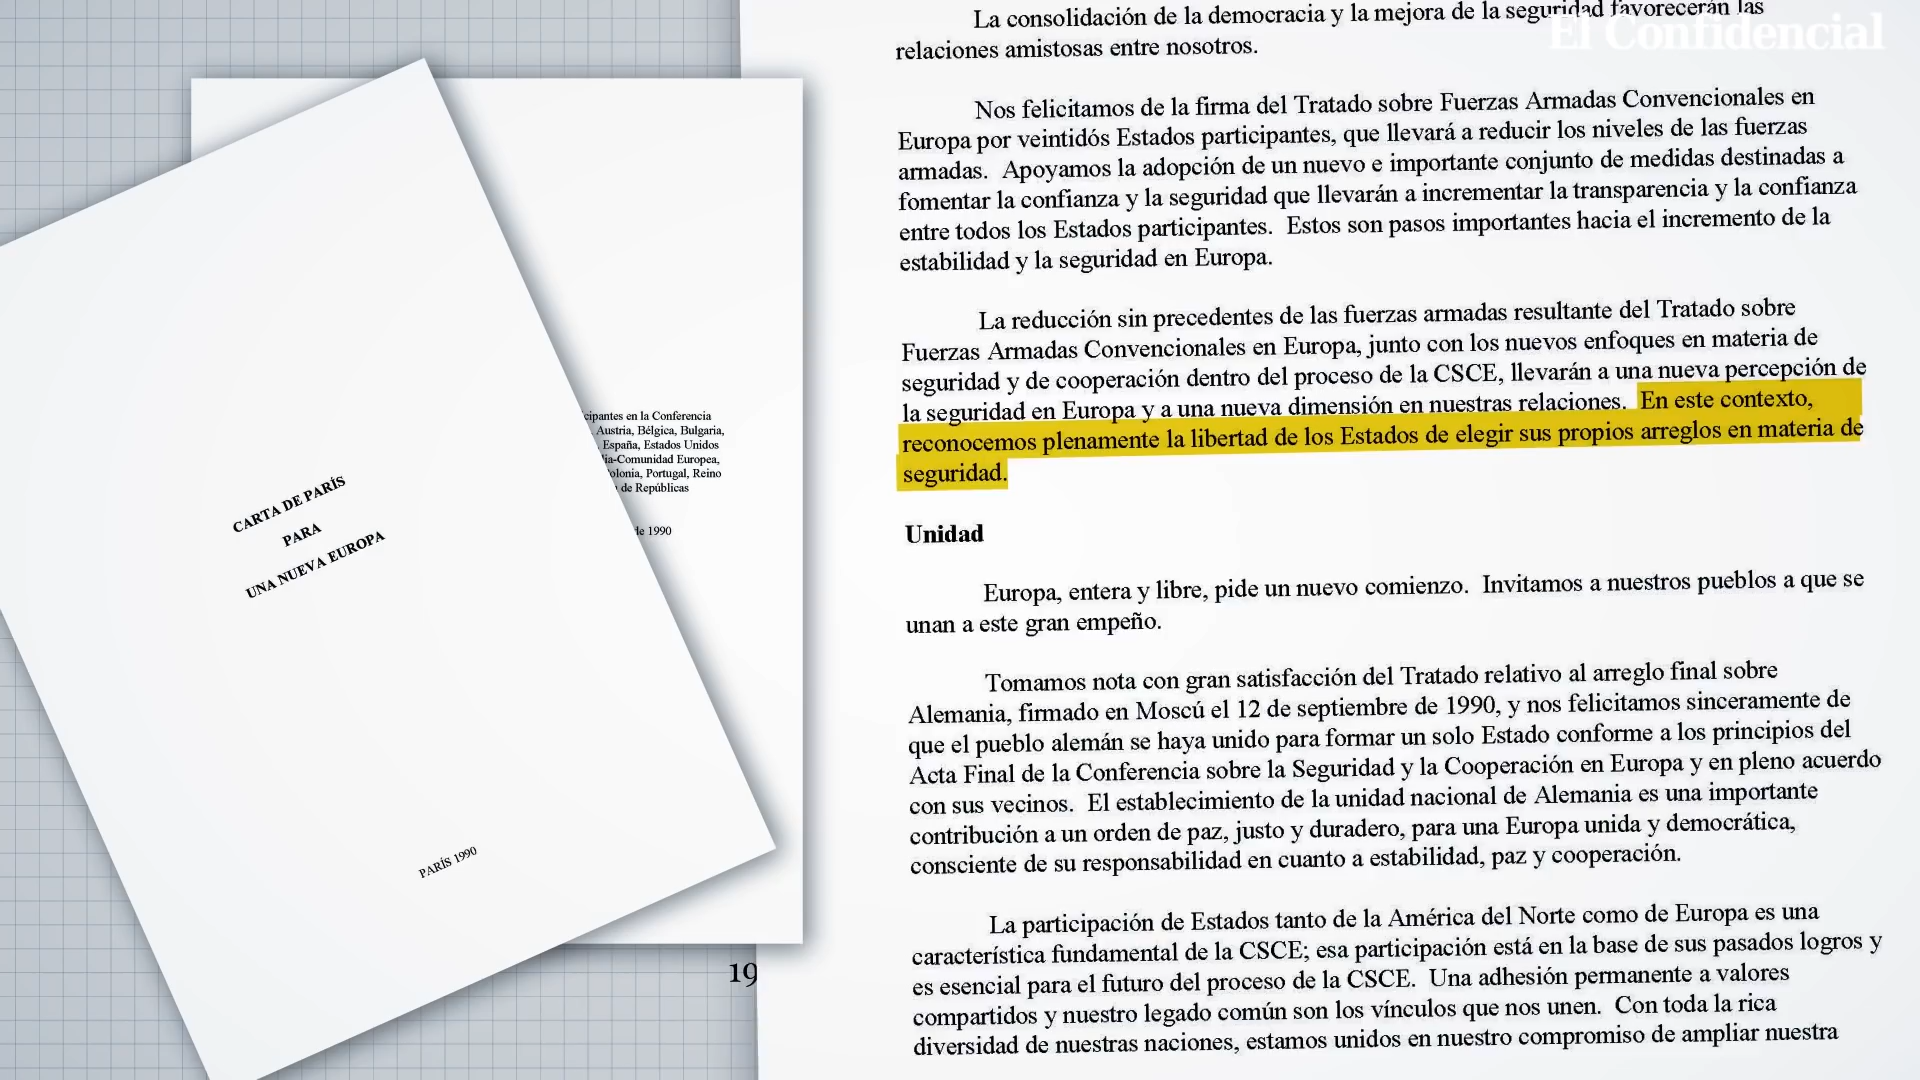 El Confidencial
CARTA DE PARÍS
PARA
UNA NUEVA EUROPA
PARÍS 1990
en la Conferencia
Austria, Bélgica, Bulgaria,
España, Estados Unidos
Europea,
Portugal, Reino
de Repúblicas
1990
19
La consolidación de la democracia y la mejora de la seguridad favorecerán las
relaciones amistosas entre nosotros.
Nos felicitamos de la firma del Tratado sobre Fuerzas Armadas Convencionales en
Europa por veintidós Estados participantes, que llevará a reducir los niveles de las fuerzas
armadas. Apoyamos la adopción de un nuevo e importante conjunto de medidas destinadas a
fomentar la confianza y la seguridad que llevarán a incrementar la transparencia y la confianza
entre todos los Estados participantes. Estos son pasos importantes hacia el incremento de la
estabilidad y la seguridad en Europa.
La reducción sin precedentes de las fuerzas armadas resultante del Tratado sobre
Fuerzas Armadas Convencionales en Europa, junto con los nuevos enfoques en materia de
seguridad y de cooperación dentro del proceso de la CSCE, llevarán a una nueva percepción de
la seguridad en Europa y a una nueva dimensión en nuestras relaciones. En este contexto,
reconocemos plenamente la libertad de los Estados de elegir sus propios arreglos en materia de
seguridad.
Unidad
Europa, entera y libre, pide un nuevo comienzo. Invitamos a nuestros pueblos a que se
unan a este gran empeño.
Tomamos nota con gran satisfacción del Tratado relativo al arreglo final sobre
Alemania, firmado en Moscú el 12 de septiembre de 1990, y nos felicitamos sinceramente de
que el pueblo alemán se haya unido para formar un solo Estado conforme a los principios del
Acta Final de la Conferencia sobre la Seguridad y la Cooperación en Europa y en pleno acuerdo
con sus vecinos. El establecimiento de la unidad nacional de Alemania es una importante
contribución a un orden de paz, justo y duradero, para una Europa unida y democrática,
consciente de su responsabilidad en cuanto a estabilidad, paz y cooperación.
La participación de Estados tanto de la América del Norte como de Europa es una
característica fundamental de la CSCE; esa participación está en la base de sus pasados logros y
es esencial para el futuro del proceso de la CSCE. Una adhesión permanente a valores
compartidos y nuestro legado común son los vínculos que nos unen. Con toda la rica
diversidad de nuestras naciones, estamos unidos en nuestro compromiso de ampliar nuestra